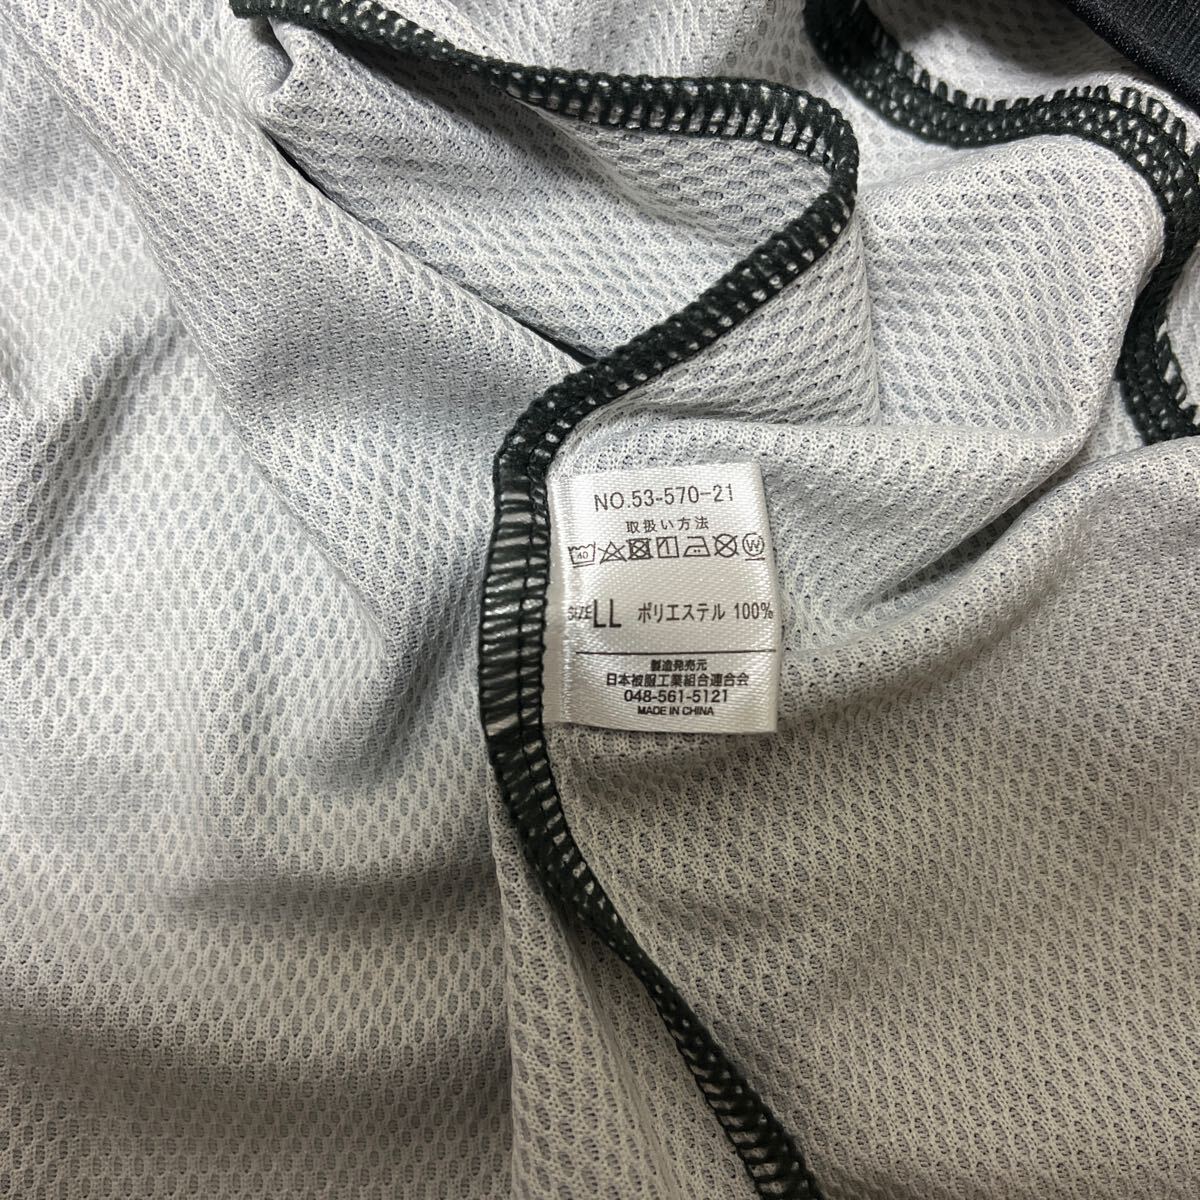 NO.53-570-21
取扱い方法
40 W
SIZE LL ポリエステル 100%
製造発売元
日本被服工業組合連合会
048-561-5121
MADE IN CHINA